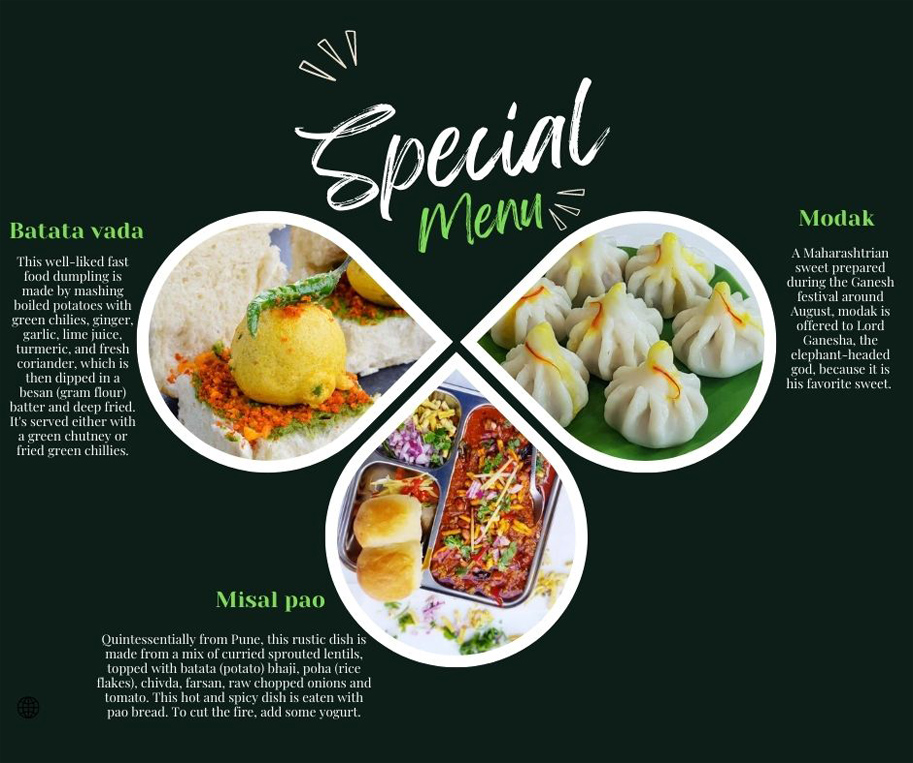 Special
Menu
Batata vada
This well-liked fast
food dumpling is
made by mashing
boiled potatoes with
green chilies, ginger,
garlic, lime juice,
turmeric, and fresh
coriander, which is
then dipped in a
besan (gram flour)
batter and deep fried.
It's served either with
a green chutney or
fried green chillies.
Modak
A Maharashtrian
sweet prepared
during the Ganesh
festival around
August, modak is
offered to Lord
Ganesha, the
elephant-headed
god, because it is
his favorite sweet.
Misal pao
Quintessentially from Pune, this rustic dish is
made from a mix of curried sprouted lentils,
topped with batata (potato) bhaji, poha (rice
flakes), chivda, farsan, raw chopped onions and
tomato. This hot and spicy dish is eaten with
pao bread. To cut the fire, add some yogurt.